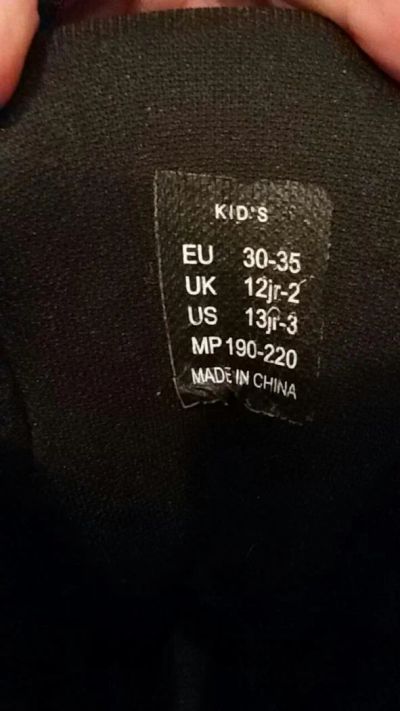 KID'S
EU 30-35
UK 12jr-2
US 13jr-3
MP 190-220
MADE IN CHINA